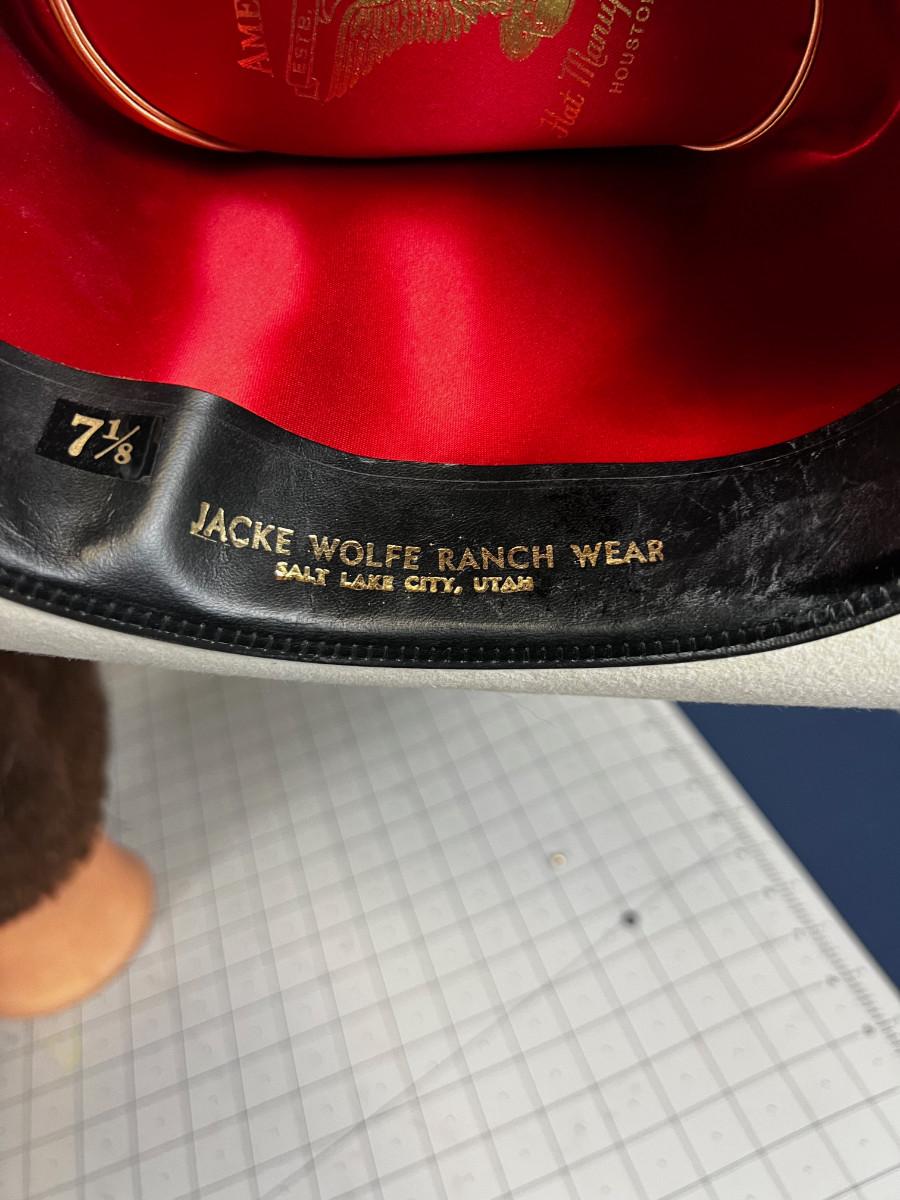 AME
ESTB.
Hat Manuf
HOUSTO
7 1/8
JACKE WOLFE RANCH WEAR
SALT LAKE CITY, UTAH